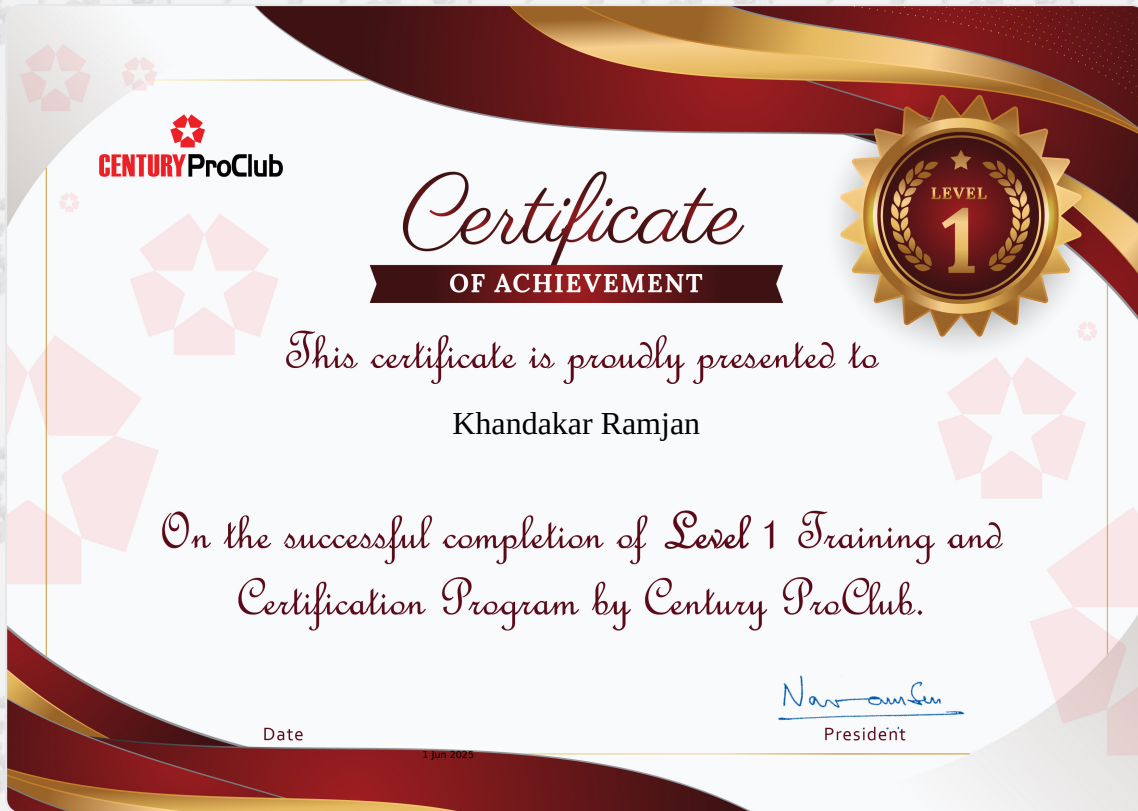 CENTURY ProClub
LEVEL
1
Certificate
OF ACHIEVEMENT
This certificate is proudly presented to
Khandakar Ramjan
On the successful completion of Level 1 Training and
Certification Program by Century ProClub.
Date
President
1 Jun 2025